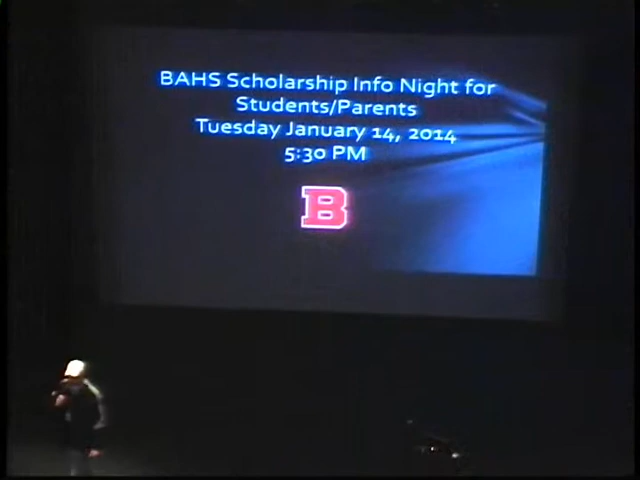 BAHS Scholarship Info Night for
Students/Parents
Tuesday January 14, 2014
5:30 PM
B